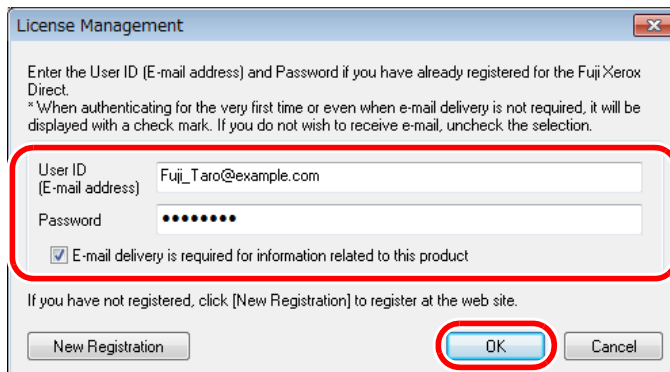 License Management
Enter the User ID (E-mail address) and Password if you have already registered for the Fuji Xerox
Direct.
* When authenticating for the very first time or even when e-mail delivery is not required, it will be
displayed with a check mark. If you do not wish to receive e-mail, uncheck the selection.
User ID
(E-mail address)
Fuji_Taro@example.com
Password
••••••••
E-mail delivery is required for information related to this product
If you have not registered, click [New Registration] to register at the web site.
New Registration
OK
Cancel